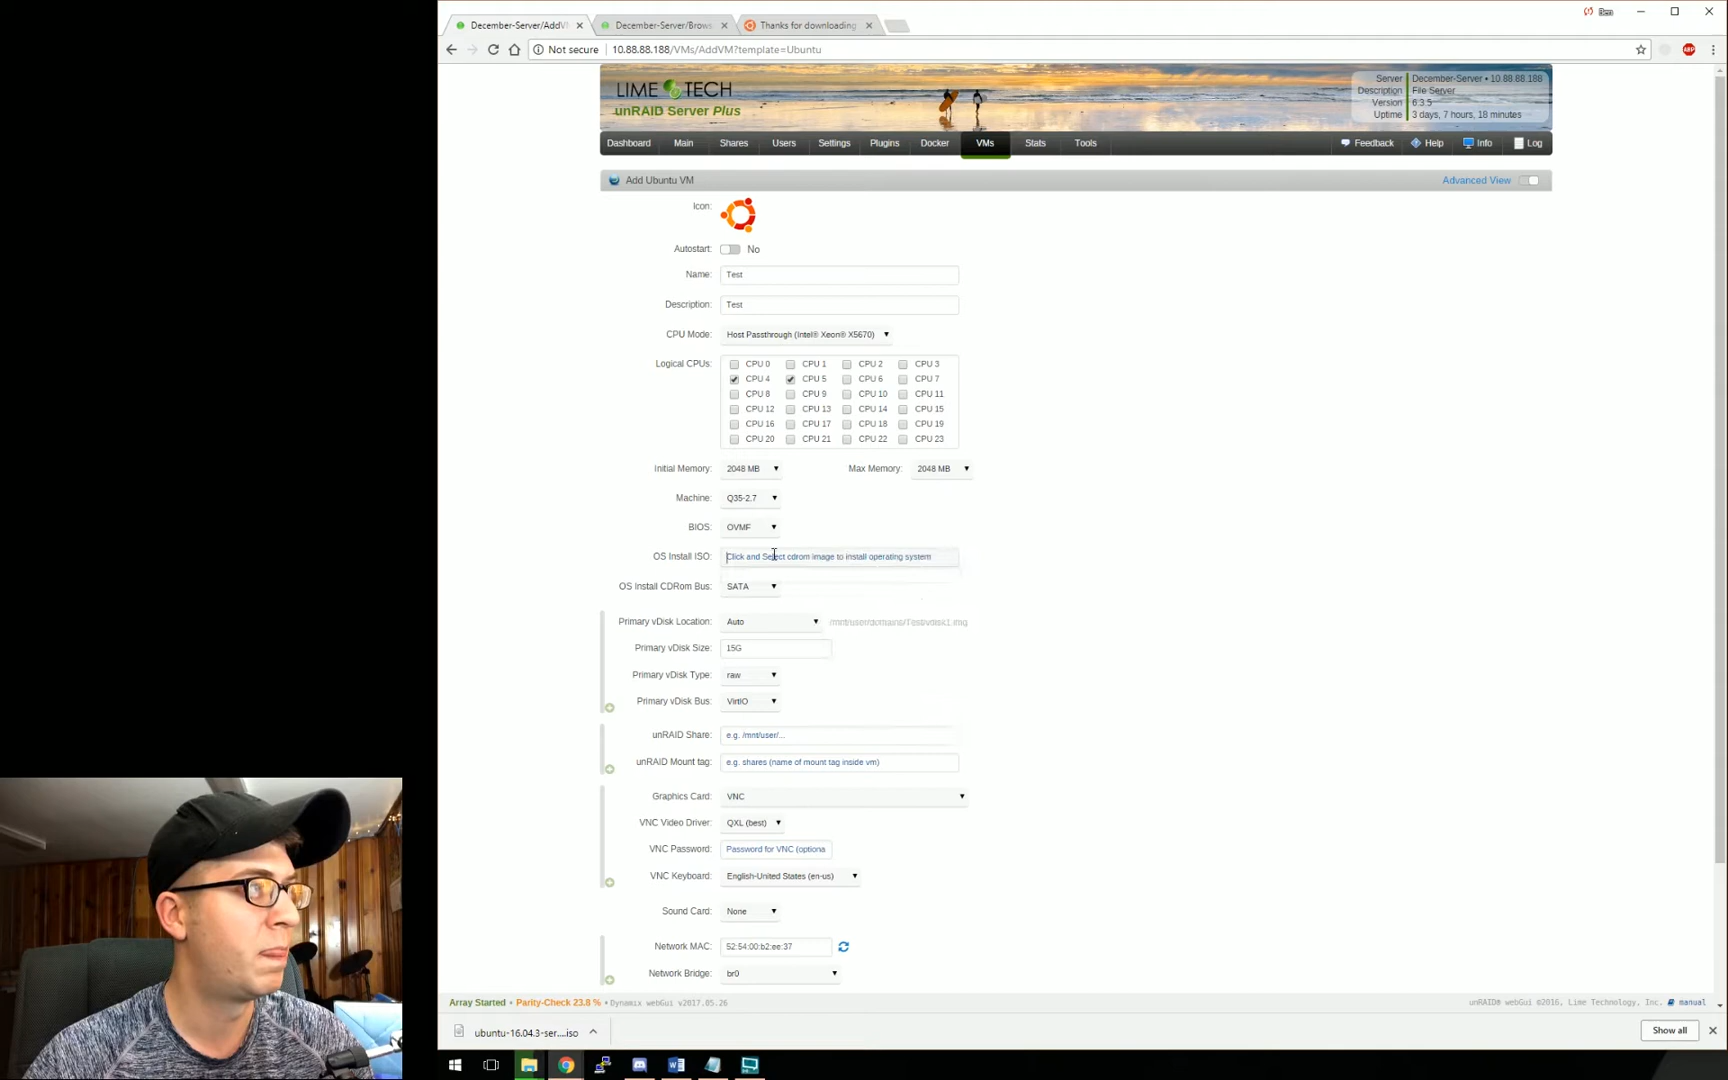 December-Server/AddV
December-Server/Brows
Thanks for downloading
Not secure
10.88.88.188/VMs/AddVM?template=Ubuntu
ABP
LIME TECH
unRAID Server Plus
Server December-Server • 10.88.88.188
Description File Server
Version 6.3.5
Uptime 3 days, 7 hours, 18 minutes
Dashboard Main Shares Users Settings Plugins Docker VMs Stats Tools Feedback Help Info Log
Add Ubuntu VM Advanced View
Icon:
Autostart: No
Name: Test
Description: Test
CPU Mode: Host Passthrough (Intel® Xeon® X5670)
Logical CPUs: CPU 0 CPU 1 CPU 2 CPU 3
CPU 4 CPU 5 CPU 6 CPU 7
CPU 8 CPU 9 CPU 10 CPU 11
CPU 12 CPU 13 CPU 14 CPU 15
CPU 16 CPU 17 CPU 18 CPU 19
CPU 20 CPU 21 CPU 22 CPU 23
Initial Memory: 2048 MB Max Memory: 2048 MB
Machine: Q35-2.7
BIOS: OVMF
OS Install ISO: Click and Select cdrom image to install operating system
OS Install CDRom Bus: SATA
Primary vDisk Location: Auto /mnt/user/domains/Test/vdisk1.img
Primary vDisk Size: 15G
Primary vDisk Type: raw
Primary vDisk Bus: VirtIO
unRAID Share: e.g. /mnt/user/...
unRAID Mount tag: e.g. shares (name of mount tag inside vm)
Graphics Card: VNC
VNC Video Driver: QXL (best)
VNC Password: Password for VNC (optiona
VNC Keyboard: English-United States (en-us)
Sound Card: None
Network MAC: 52:54:00:b2:ee:37
Network Bridge: br0
Array Started • Parity-Check 23.8 % • Dynamix webGui v2017.05.26
unRAID® webGui ©2016, Lime Technology, Inc. manual
ubuntu-16.04.3-ser....iso
Show all